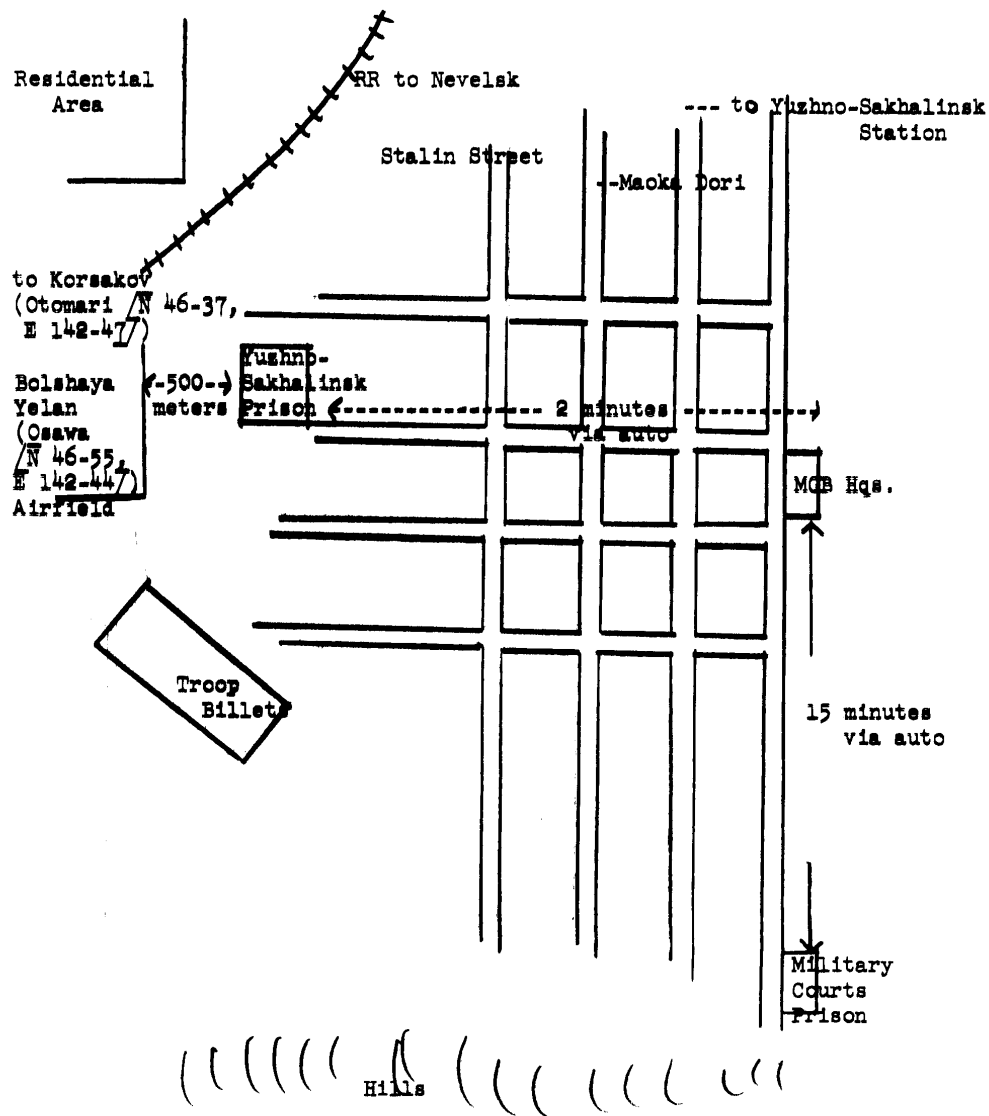 Residential
Area
RR to Nevelsk
--- to Yuzhno-Sakhalinsk
Station
Stalin Street
--Maoka Dori
to Korsakov
(Otomari /N 46-37,
E 142-47/)
Bolshaya
Yelan
(Osawa
/N 46-55,
E 142-44/)
Airfield
-500-
meters
Yuzhno-
Sakhalinsk
Prison
2 minutes
via auto
MGB Hqs.
Troop
Billets
15 minutes
via auto
Military
Courts
Prison
Hills